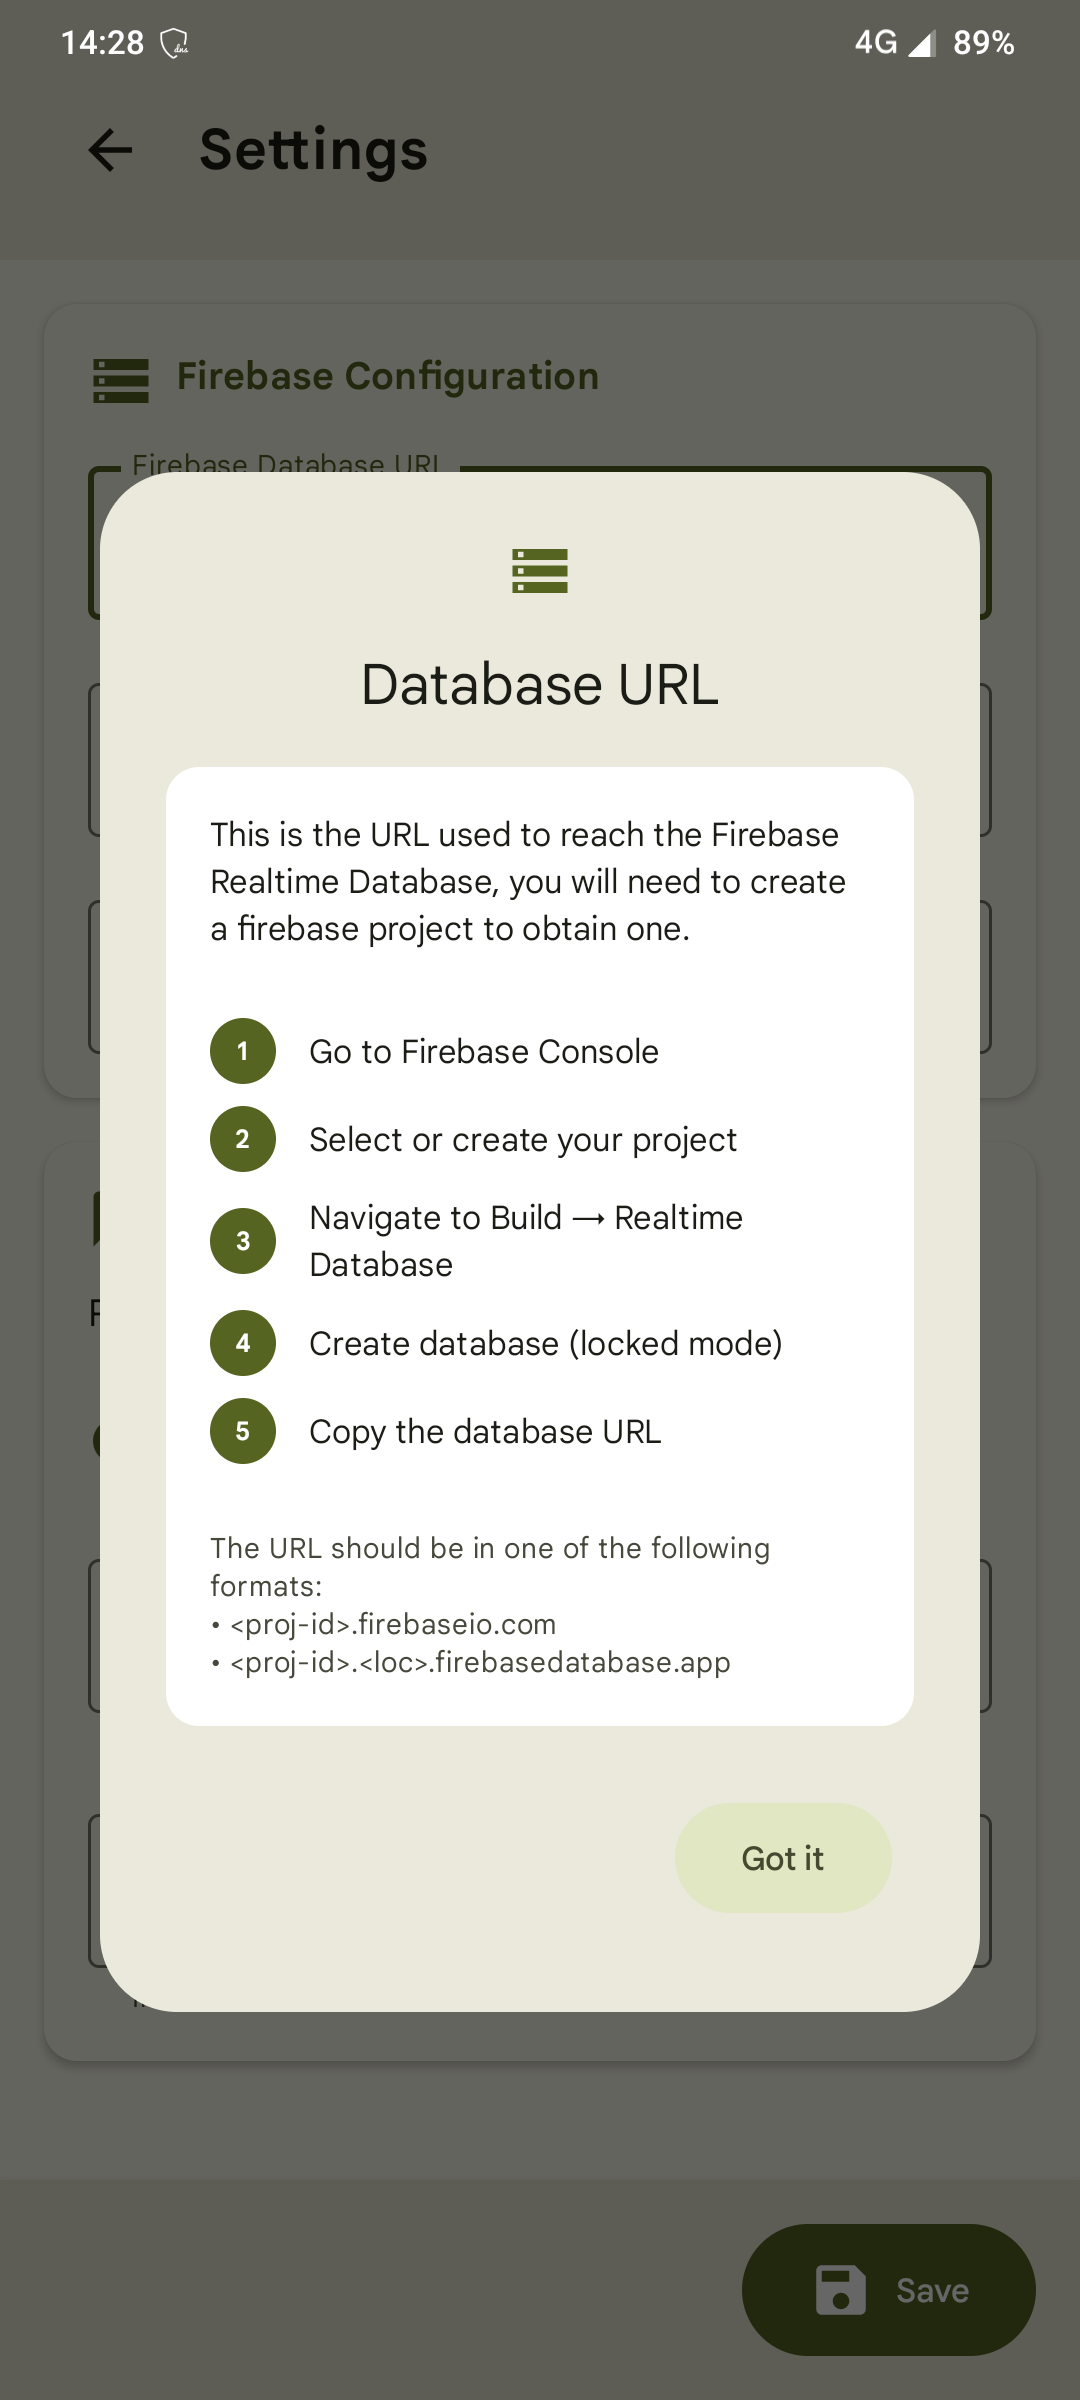 14:28
4G 89%
Settings
Firebase Configuration
Firebase Database URL
Database URL
This is the URL used to reach the Firebase
Realtime Database, you will need to create
a firebase project to obtain one.
1 Go to Firebase Console
2 Select or create your project
3 Navigate to Build → Realtime
Database
4 Create database (locked mode)
5 Copy the database URL
The URL should be in one of the following
formats:
• <proj-id>.firebaseio.com
• <proj-id>.<loc>.firebasedatabase.app
Got it
Save